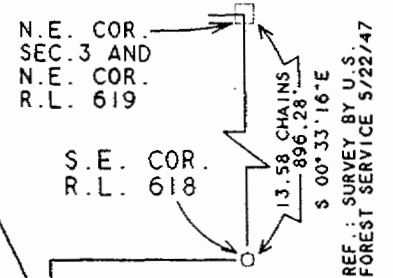 N.E. COR.
SEC.3 AND
N.E. COR.
R.L. 619
S.E. COR.
R.L. 618
13.58 CHAINS
896.28'
S 00°33'16"E
REF.: SURVEY BY U.S.
FOREST SERVICE 5/22/47